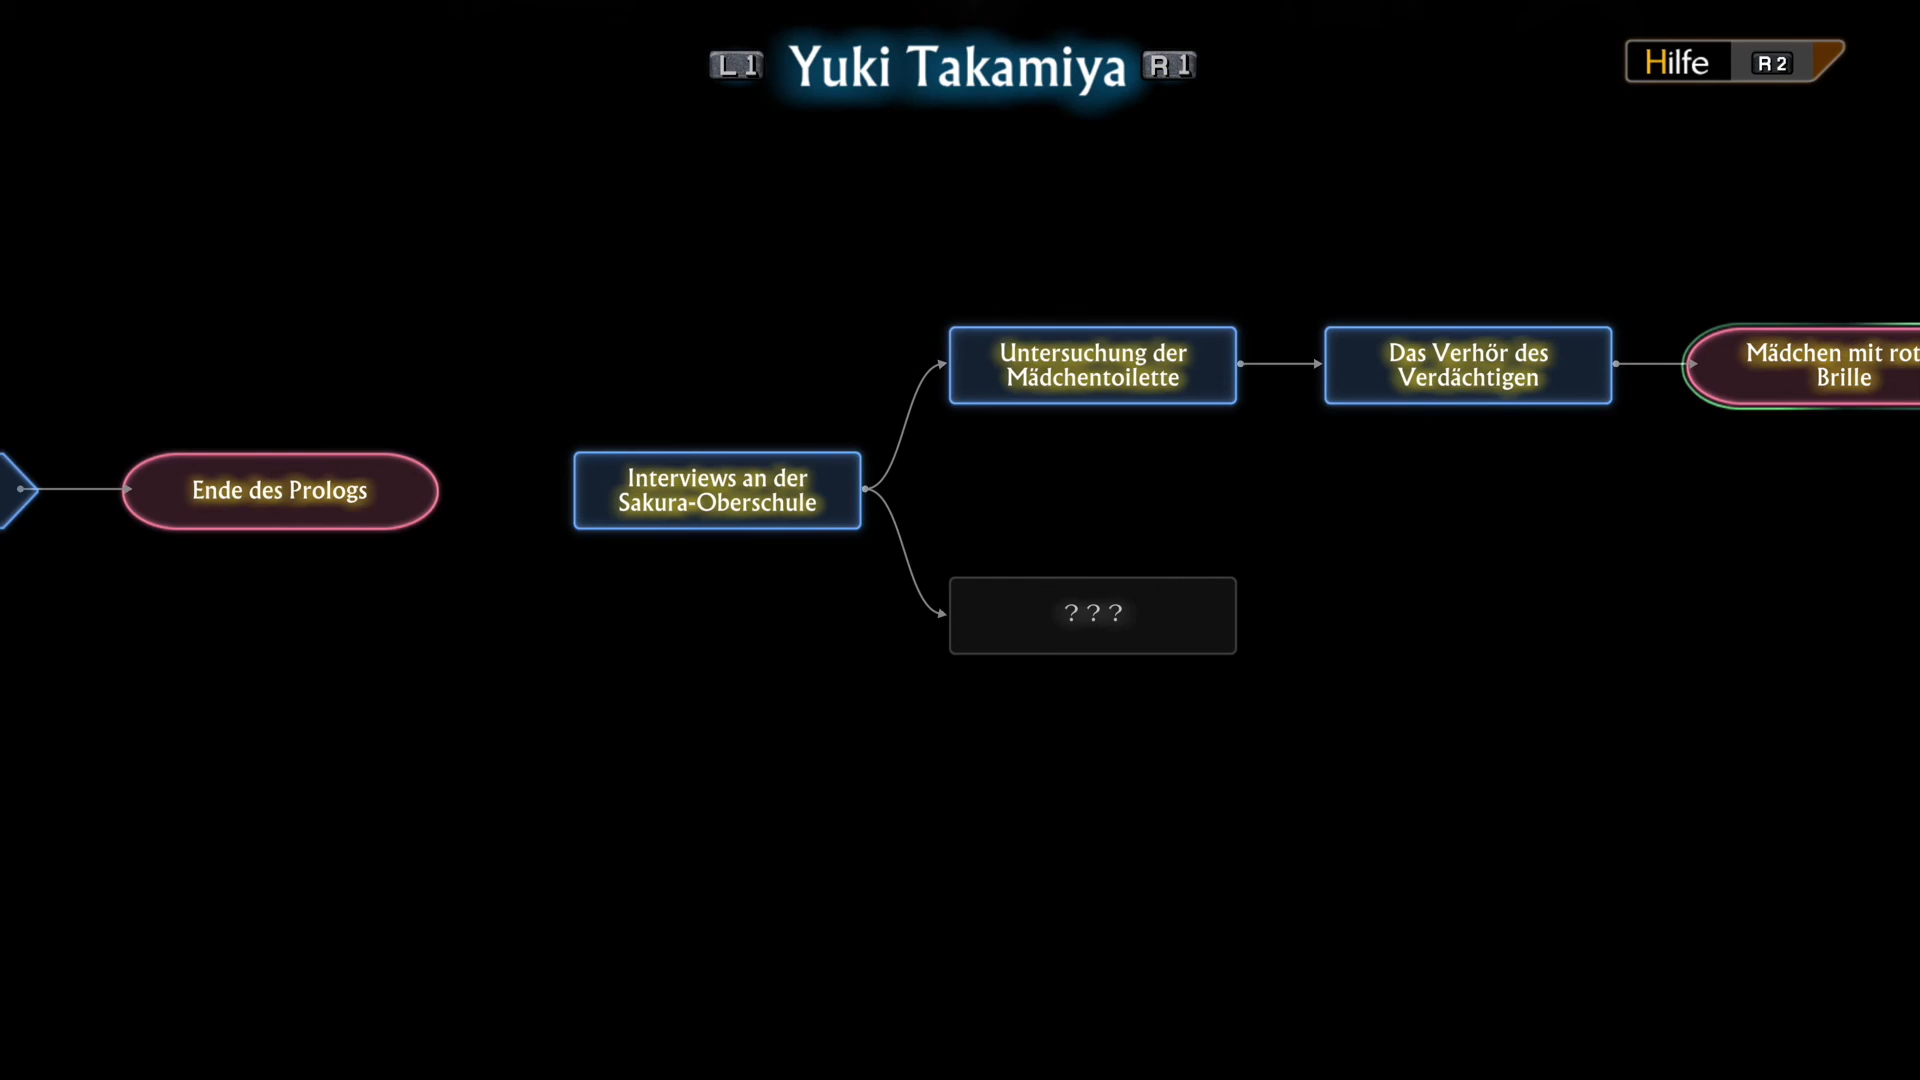 L1 Yuki Takamiya R1
Hilfe R2
Untersuchung der
Mädchentoilette
Das Verhör des
Verdächtigen
Mädchen mit rot
Brille
Ende des Prologs
Interviews an der
Sakura-Oberschule
???